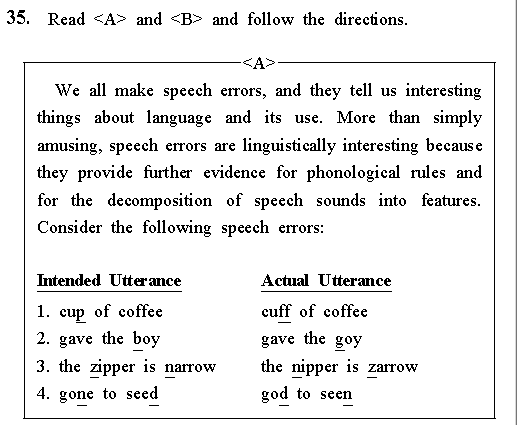 35. Read <A> and <B> and follow the directions.
<A>
We all make speech errors, and they tell us interesting
things about language and its use. More than simply
amusing, speech errors are linguistically interesting because
they provide further evidence for phonological rules and
for the decomposition of speech sounds into features.
Consider the following speech errors:
Intended Utterance Actual Utterance
1. cup of coffee cuff of coffee
2. gave the boy gave the goy
3. the zipper is narrow the nipper is zarrow
4. gone to seed god to seen